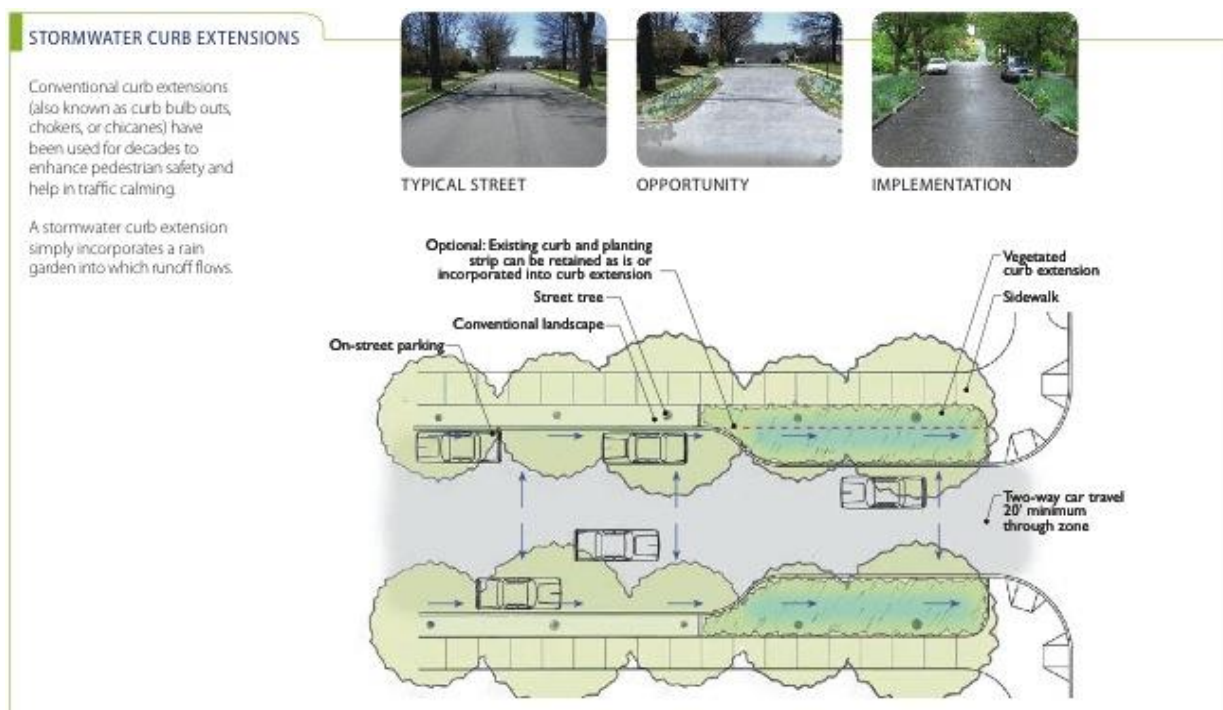 STORMWATER CURB EXTENSIONS
Conventional curb extensions
(also known as curb bulb outs,
chokers, or chicanes) have
been used for decades to
enhance pedestrian safety and
help in traffic calming.
A stormwater curb extension
simply incorporates a rain
garden into which runoff flows.
TYPICAL STREET
OPPORTUNITY
IMPLEMENTATION
Optional: Existing curb and planting
strip can be retained as is or
incorporated into curb extension
Street tree
Conventional landscape
On-street parking
Vegetated
curb extension
Sidewalk
Two-way car travel
20' minimum
through zone